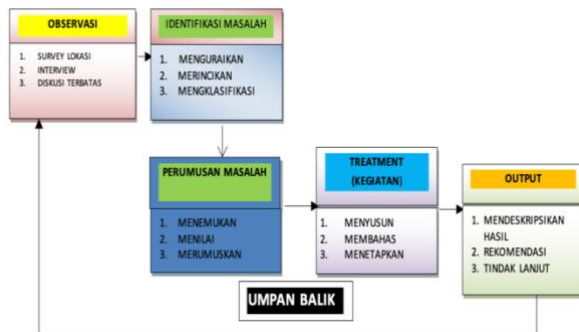 OBSERVASI
1. SURVEY LOKASI
2. INTERVIEW
3. DISKUSI TERBATAS
IDENTIFIKASI MASALAH
1. MENGURAIKAN
2. MERINCIKAN
3. MENGKLASIFIKASI
PERUMUSAN MASALAH
1. MENEMUKAN
2. MENILAI
3. MERUMUSKAN
TREATMENT
(KEGIATAN)
1. MENYUSUN
2. MEMBAHAS
3. MENETAPKAN
OUTPUT
1. MENDESKRIPSIKAN
HASIL
2. REKOMENDASI
3. TINDAK LANJUT
UMPAN BALIK